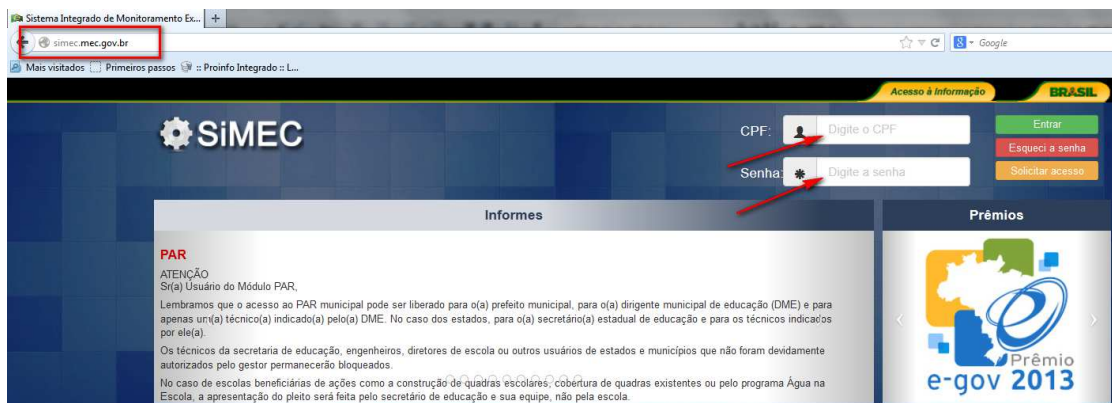 Sistema Integrado de Monitoramento Ex...
simec.mec.gov.br
Google
Mais visitados Primeiros passos :: Proinfo Integrado :: L...
Acesso à Informação
BRASIL
SiMEC
CPF: Digite o CPF
Entrar
Esqueci a senha
Senha: Digite a senha
Solicitar acesso
Informes
Prêmios
PAR
ATENÇÃO
Sr(a) Usuário do Módulo PAR,
Lembramos que o acesso ao PAR municipal pode ser liberado para o(a) prefeito municipal, para o(a) dirigente municipal de educação (DME) e para
apenas um(a) técnico(a) indicado(a) pelo(a) DME. No caso dos estados, para o(a) secretário(a) estadual de educação e para os técnicos indicados
por ele(a).
Os técnicos da secretaria de educação, engenheiros, diretores de escola ou outros usuários de estados e municípios que não foram devidamente
autorizados pelo gestor permanecerão bloqueados.
No caso de escolas beneficiárias de ações como a construção de quadras escolares, cobertura de quadras existentes ou pelo programa Água na
Escola, a apresentação do pleito será feita pelo secretário de educação e sua equipe, não pela escola.
Prêmio
e-gov 2013